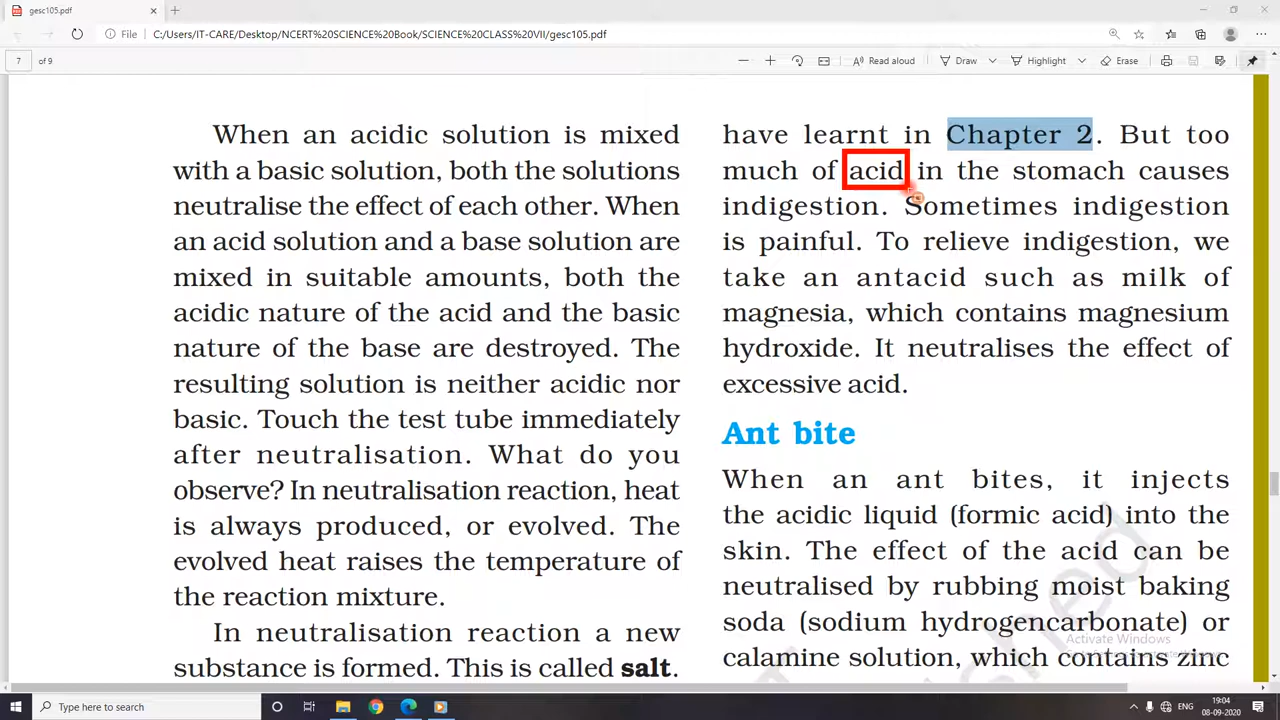 gesc105.pdf
File C:/Users/IT-CARE/Desktop/NCERT%20SCIENCE%20Book/SCIENCE%20CLASS%20VII/gesc105.pdf
7 of 9 Read aloud Draw Highlight Erase
When an acidic solution is mixed
with a basic solution, both the solutions
neutralise the effect of each other. When
an acid solution and a base solution are
mixed in suitable amounts, both the
acidic nature of the acid and the basic
nature of the base are destroyed. The
resulting solution is neither acidic nor
basic. Touch the test tube immediately
after neutralisation. What do you
observe? In neutralisation reaction, heat
is always produced, or evolved. The
evolved heat raises the temperature of
the reaction mixture.
In neutralisation reaction a new
substance is formed. This is called salt.
have learnt in Chapter 2. But too
much of acid in the stomach causes
indigestion. Sometimes indigestion
is painful. To relieve indigestion, we
take an antacid such as milk of
magnesia, which contains magnesium
hydroxide. It neutralises the effect of
excessive acid.
Ant bite
When an ant bites, it injects
the acidic liquid (formic acid) into the
skin. The effect of the acid can be
neutralised by rubbing moist baking
soda (sodium hydrogencarbonate) or
calamine solution, which contains zinc
Activate Windows
Type here to search
ENG
19:04
08-09-2020